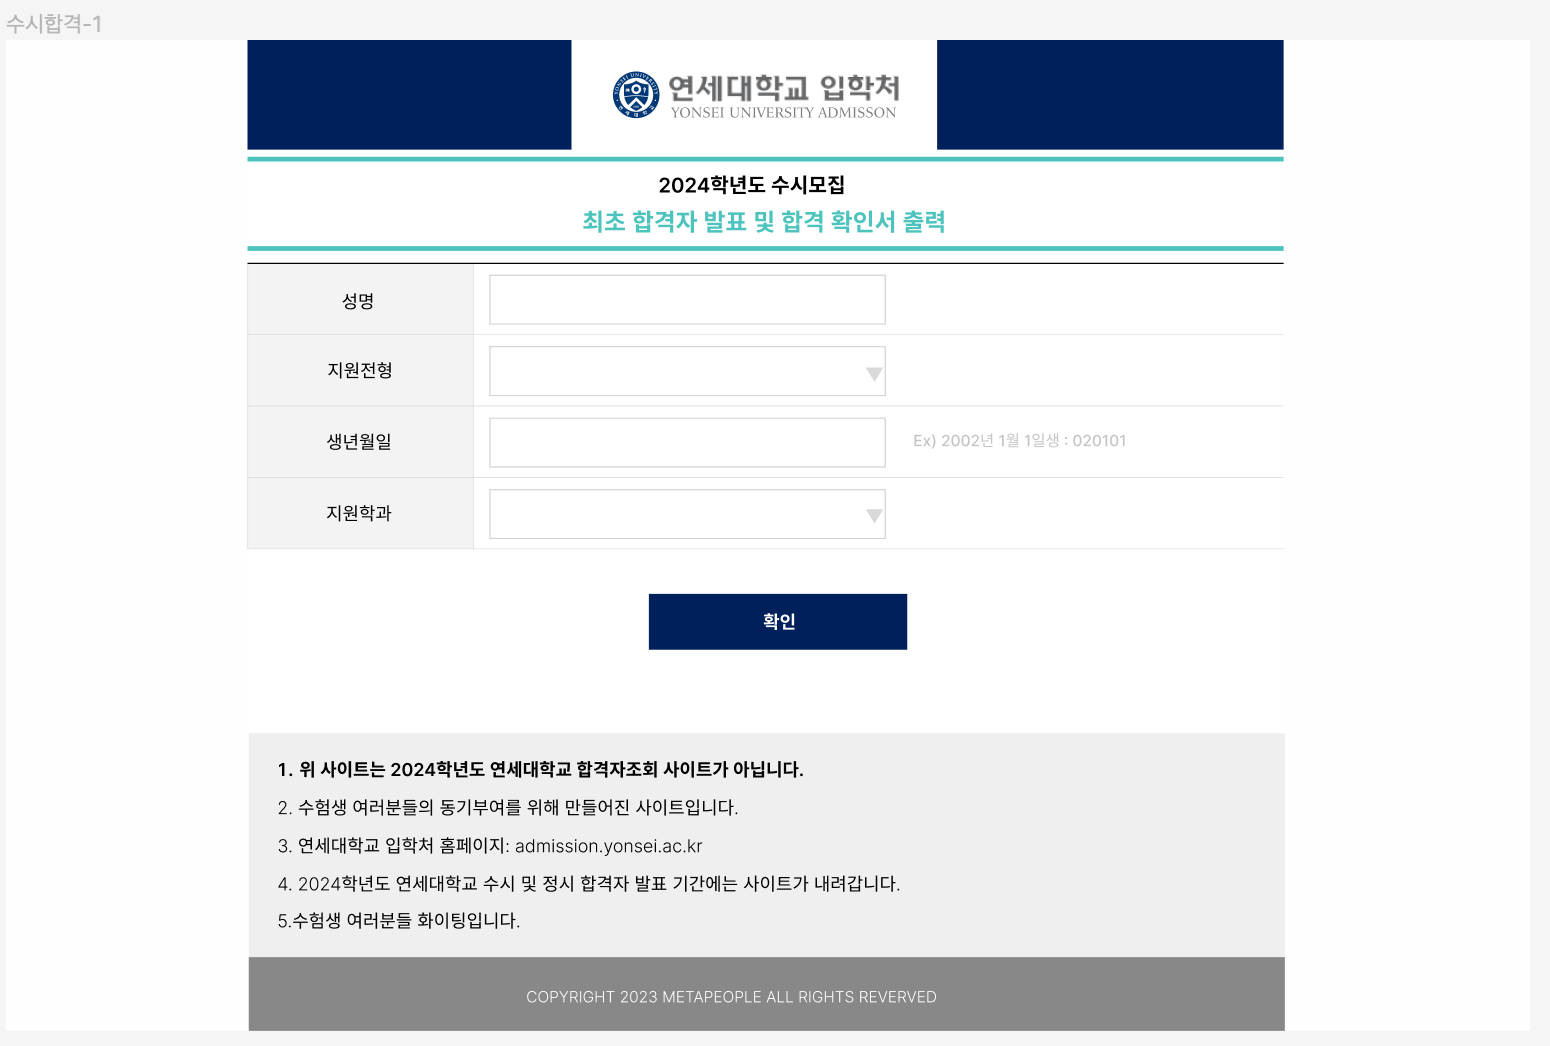 수시합격-1
연세대학교 입학처
YONSEI UNIVERSITY ADMISSON
2024학년도 수시모집
최초 합격자 발표 및 합격 확인서 출력
성명
지원전형
생년월일
Ex) 2002년 1월 1일생 : 020101
지원학과
확인
1. 위 사이트는 2024학년도 연세대학교 합격자조회 사이트가 아닙니다.
2. 수험생 여러분들의 동기부여를 위해 만들어진 사이트입니다.
3. 연세대학교 입학처 홈페이지: admission.yonsei.ac.kr
4. 2024학년도 연세대학교 수시 및 정시 합격자 발표 기간에는 사이트가 내려갑니다.
5.수험생 여러분들 화이팅입니다.
COPYRIGHT 2023 METAPEOPLE ALL RIGHTS REVERVED